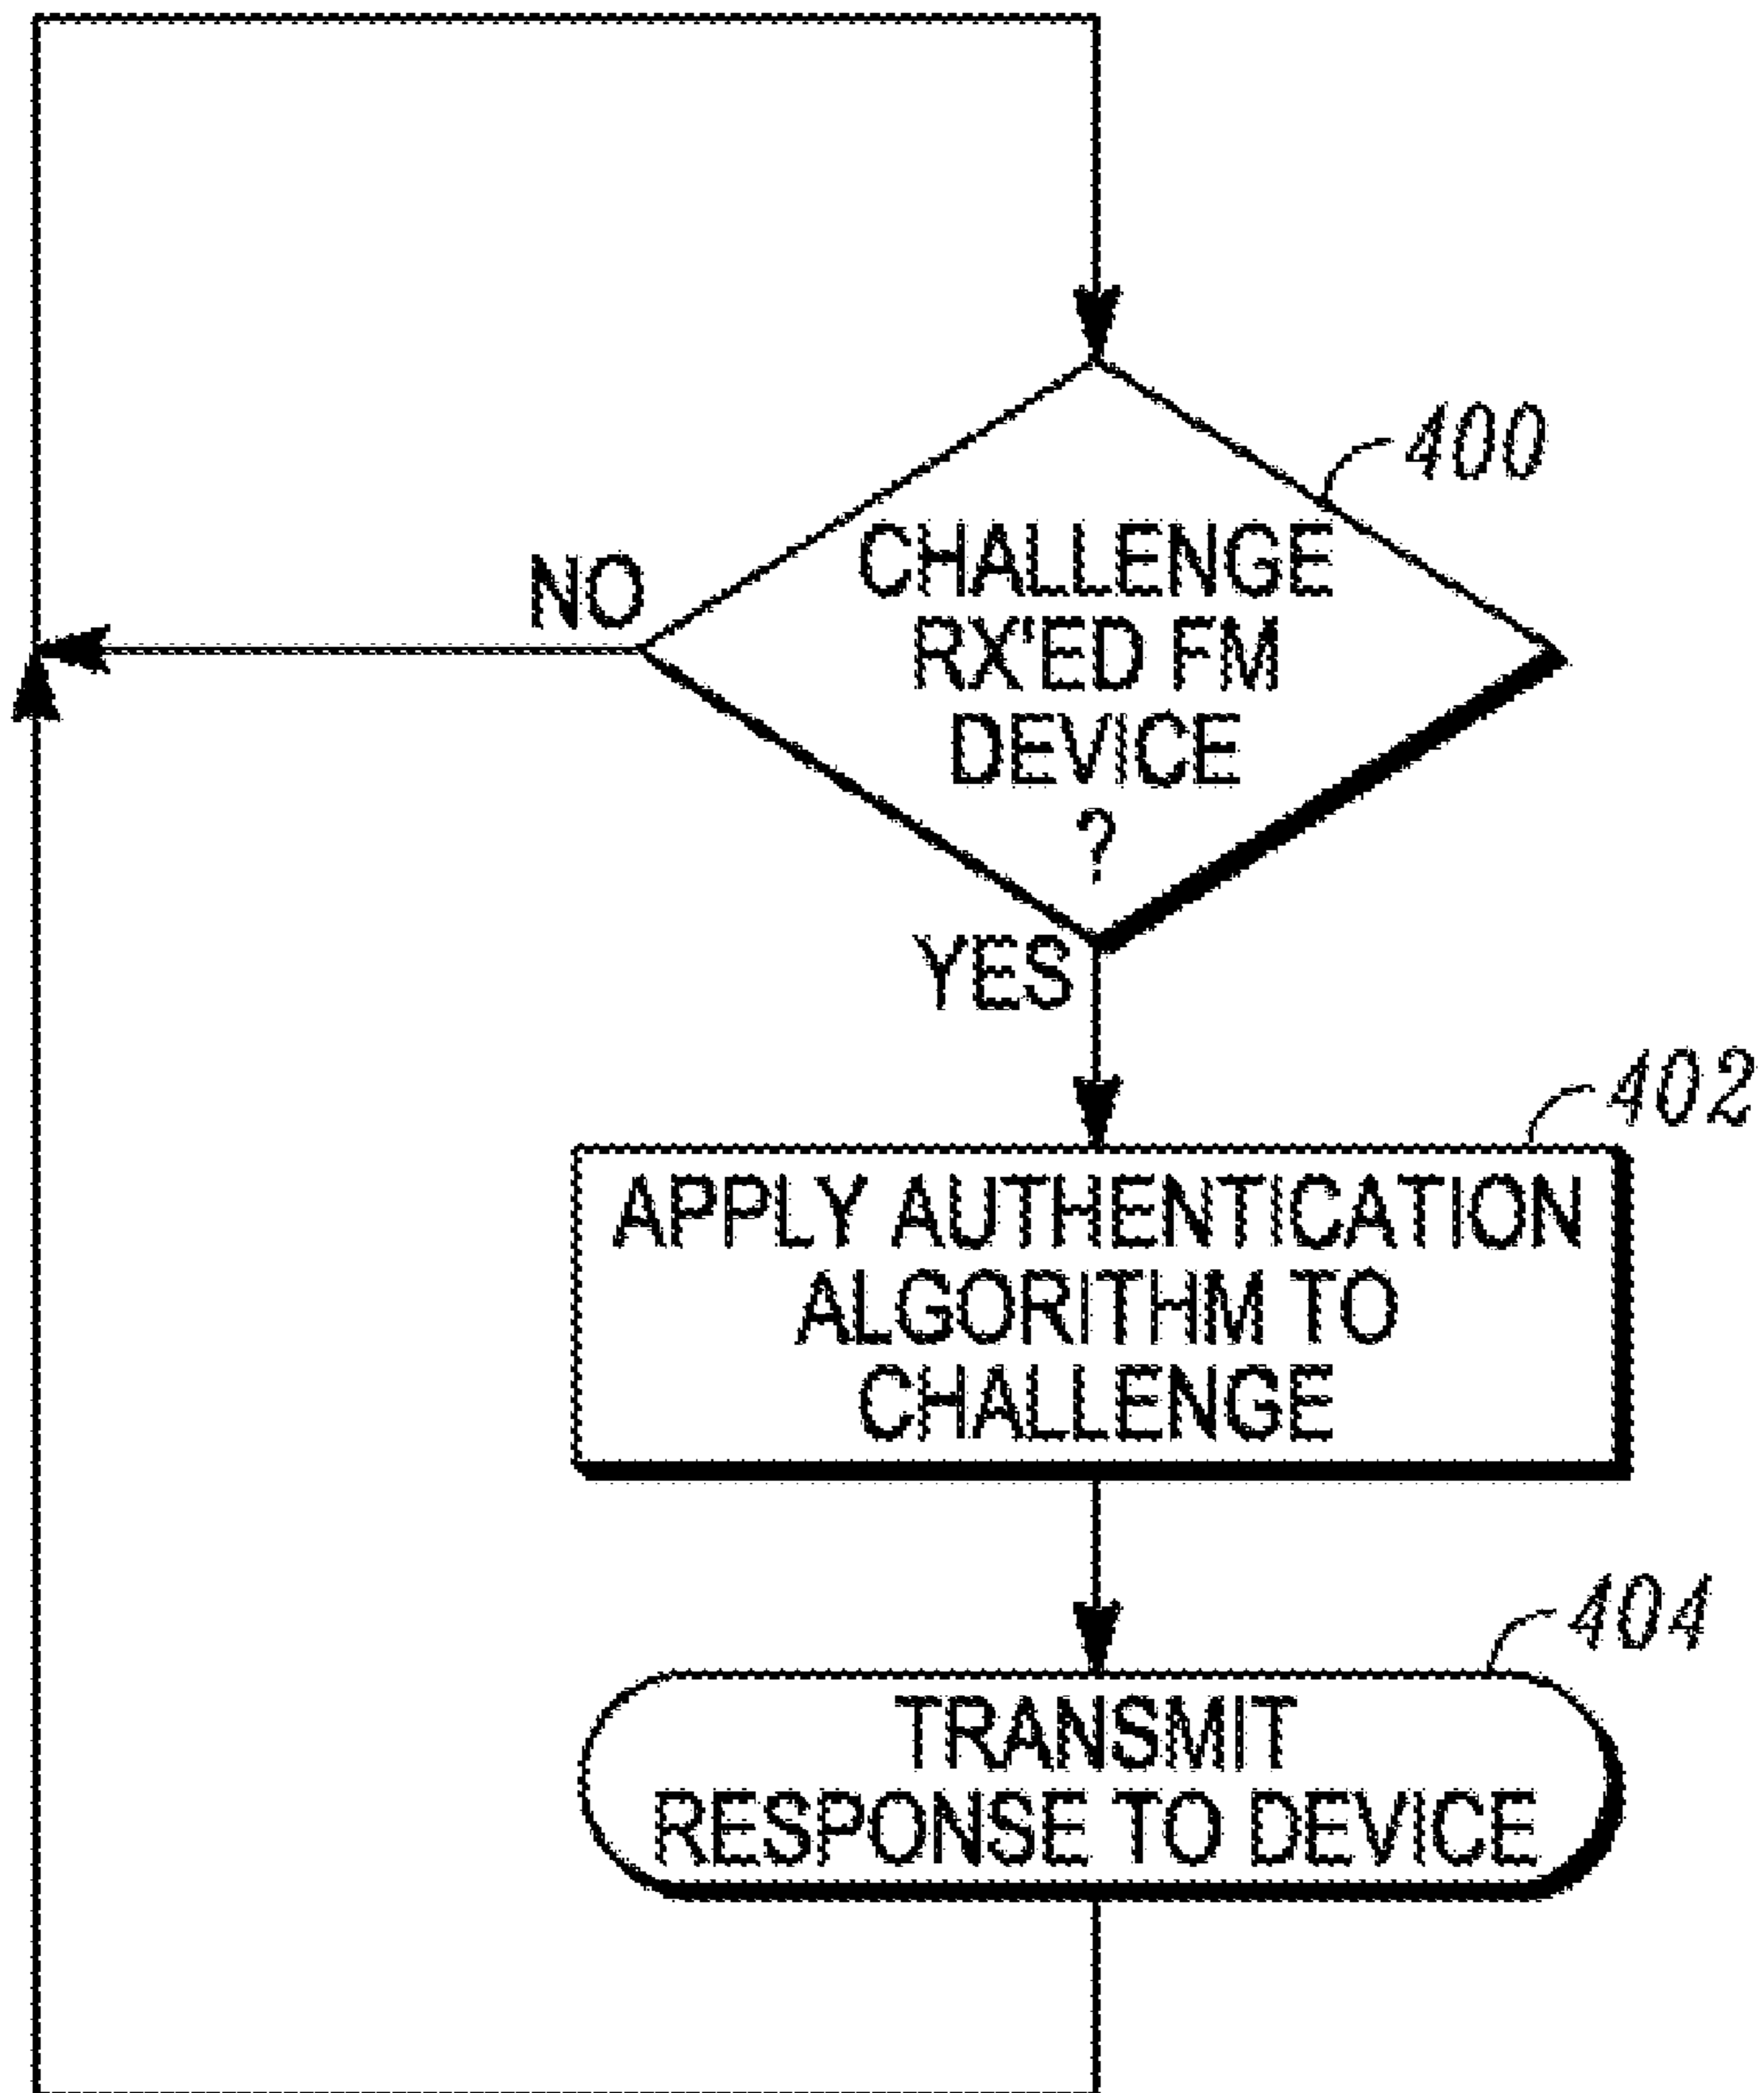 400
CHALLENGE
RX'ED FM
DEVICE
?
NO
YES
402
APPLY AUTHENTICATION
ALGORITHM TO
CHALLENGE
404
TRANSMIT
RESPONSE TO DEVICE